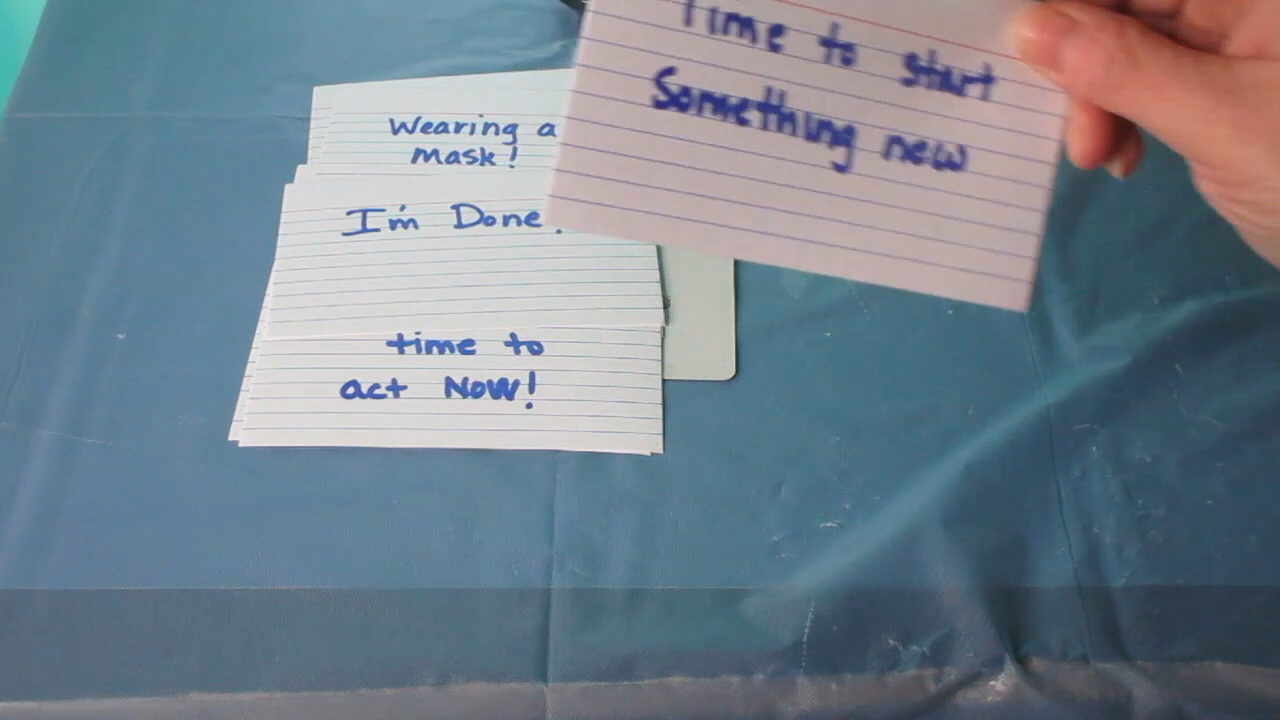 Time to start
Something new
Wearing a
mask!
I'm Done.
time to
act Now!